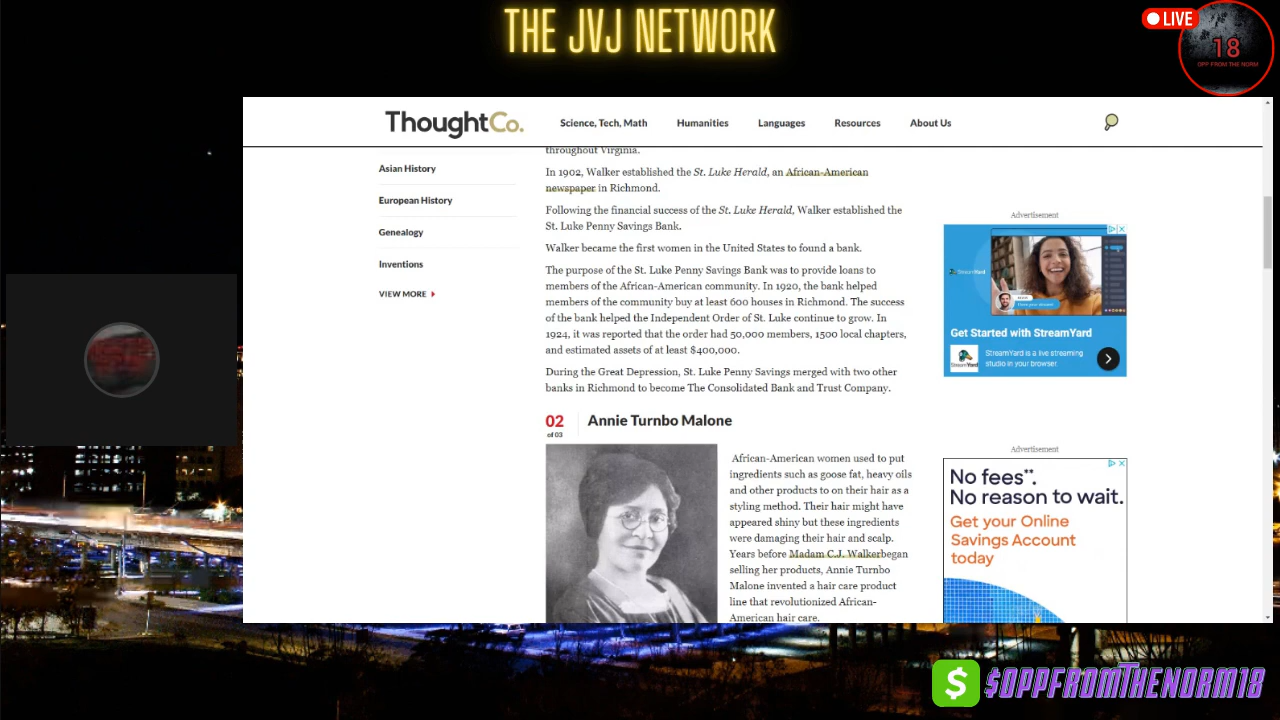 THE JVJ NETWORK
LIVE
18
OPP FROM THE NORM
ThoughtCo.
Science, Tech, Math
Humanities
Languages
Resources
About Us
Asian History
European History
Genealogy
Inventions
VIEW MORE
throughout Virginia.
In 1902, Walker established the St. Luke Herald, an African-American
newspaper in Richmond.
Following the financial success of the St. Luke Herald, Walker established the
St. Luke Penny Savings Bank.
Walker became the first women in the United States to found a bank.
The purpose of the St. Luke Penny Savings Bank was to provide loans to
members of the African-American community. In 1920, the bank helped
members of the community buy at least 600 houses in Richmond. The success
of the bank helped the Independent Order of St. Luke continue to grow. In
1924, it was reported that the order had 50,000 members, 1500 local chapters,
and estimated assets of at least $400,000.
During the Great Depression, St. Luke Penny Savings merged with two other
banks in Richmond to become The Consolidated Bank and Trust Company.
02
of 03
Annie Turnbo Malone
African-American women used to put
ingredients such as goose fat, heavy oils
and other products to on their hair as a
styling method. Their hair might have
appeared shiny but these ingredients
were damaging their hair and scalp.
Years before Madam C.J. Walkerbegan
selling her products, Annie Turnbo
Malone invented a hair care product
line that revolutionized African-
American hair care.
Advertisement
StreamYard
Get Started with StreamYard
StreamYard
StreamYard is a live streaming
studio in your browser.
Advertisement
No fees**.
No reason to wait.
Get your Online
Savings Account
today
$OPPFROMTHENORM18